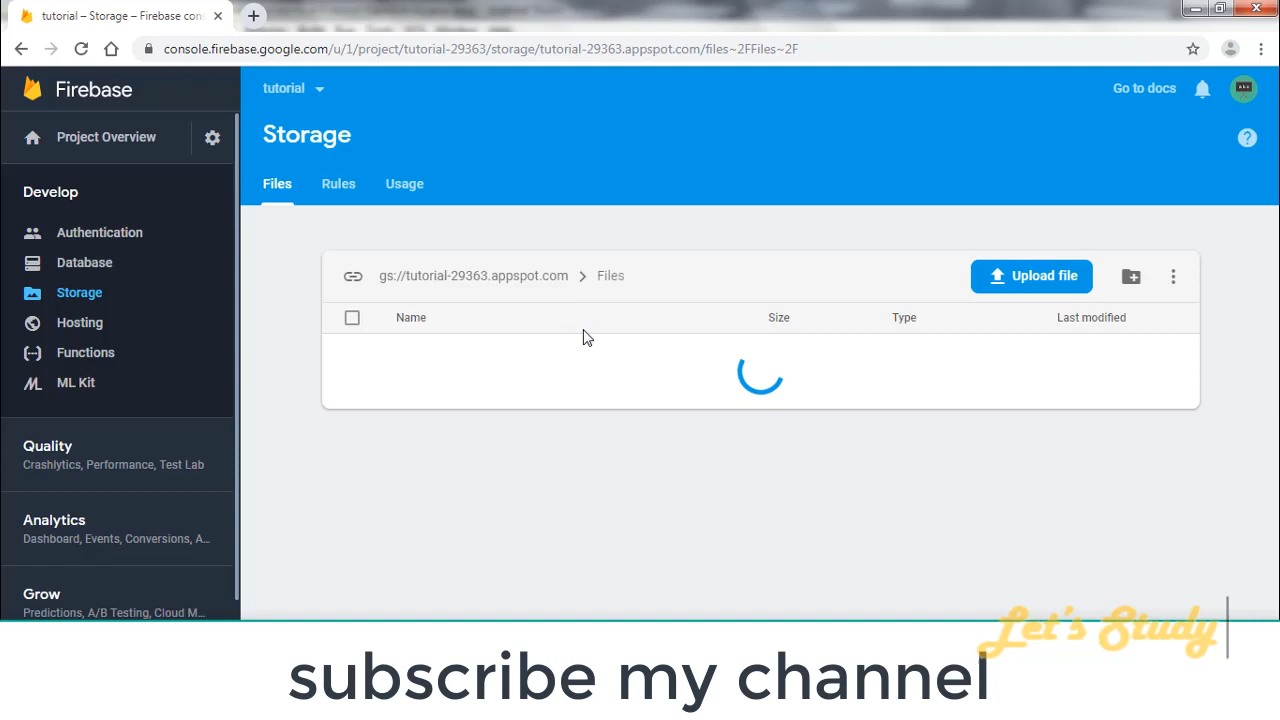 tutorial – Storage – Firebase con
console.firebase.google.com/u/1/project/tutorial-29363/storage/tutorial-29363.appspot.com/files~2FFiles~2F
Firebase
tutorial
Go to docs
Project Overview
Storage
Files Rules Usage
Develop
Authentication
Database
Storage
Hosting
Functions
ML Kit
gs://tutorial-29363.appspot.com > Files
Upload file
Name Size Type Last modified
Quality
Crashlytics, Performance, Test Lab
Analytics
Dashboard, Events, Conversions, A...
Grow
Predictions, A/B Testing, Cloud M...
Let's Study
subscribe my channel